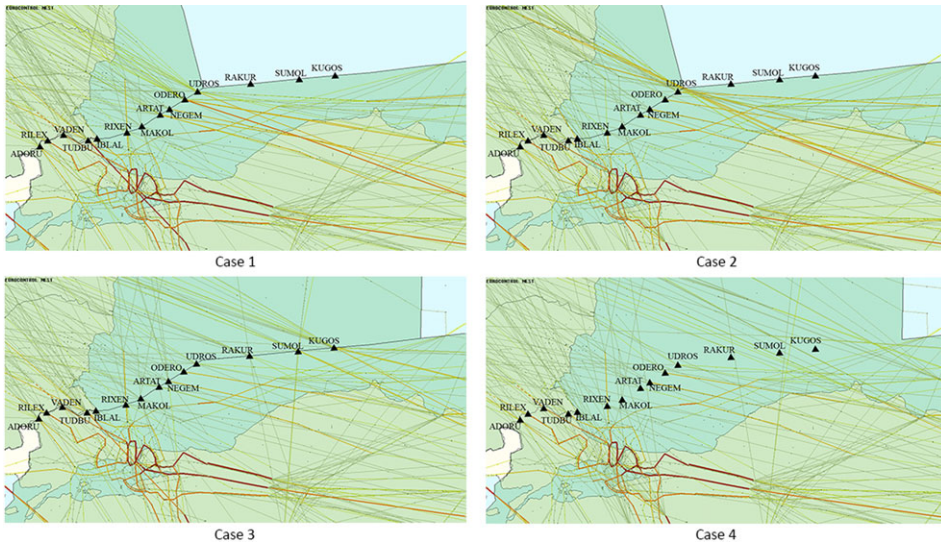 EUROCONTROL NEST
KUGOS
SUMOL
RAKUR
UDROS
ODERO
ARTAT
NEGEM
RIXEN
MAKOL
VADEN
RILEX
IBLAL
TUDBU
ADORU
Case 1
EUROCONTROL NEST
KUGOS
SUMOL
RAKUR
UDROS
ODERO
ARTAT
NEGEM
RIXEN
MAKOL
VADEN
RILEX
IBLAL
TUDBU
ADORU
Case 2
EUROCONTROL NEST
KUGOS
SUMOL
RAKUR
UDROS
ODERO
ARTAT
NEGEM
RIXEN
MAKOL
VADEN
RILEX
IBLAL
TUDBU
ADORU
Case 3
EUROCONTROL NEST
KUGOS
SUMOL
RAKUR
UDROS
ODERO
ARTAT
NEGEM
RIXEN
MAKOL
VADEN
RILEX
IBLAL
TUDBU
ADORU
Case 4